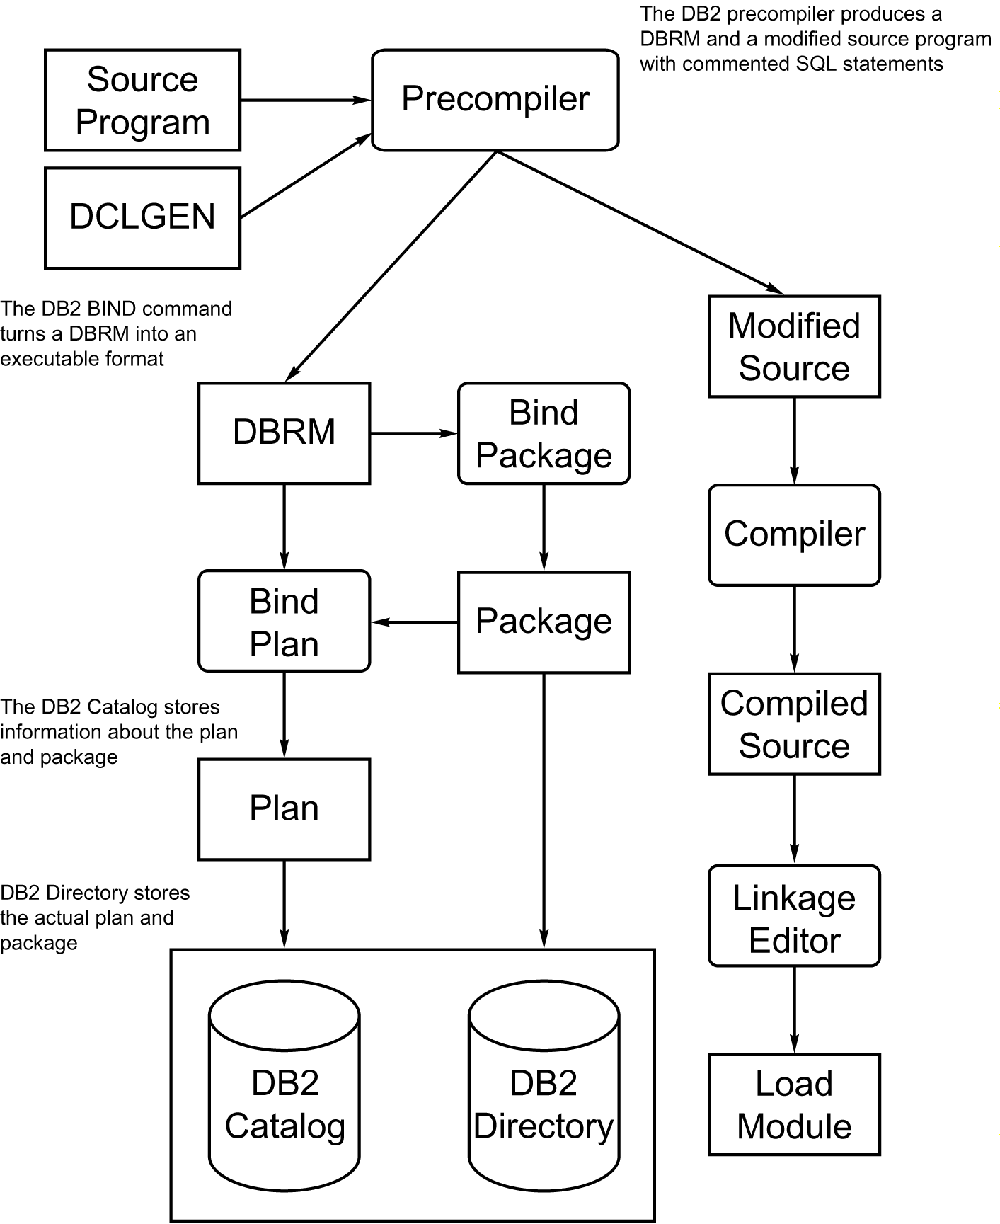 The DB2 precompiler produces a
DBRM and a modified source program
with commented SQL statements
Source
Program
Precompiler
DCLGEN
The DB2 BIND command
turns a DBRM into an
executable format
Modified
Source
DBRM
Bind
Package
Compiler
Bind
Plan
Package
The DB2 Catalog stores
information about the plan
and package
Compiled
Source
Plan
DB2 Directory stores
the actual plan and
package
Linkage
Editor
DB2
Catalog
DB2
Directory
Load
Module